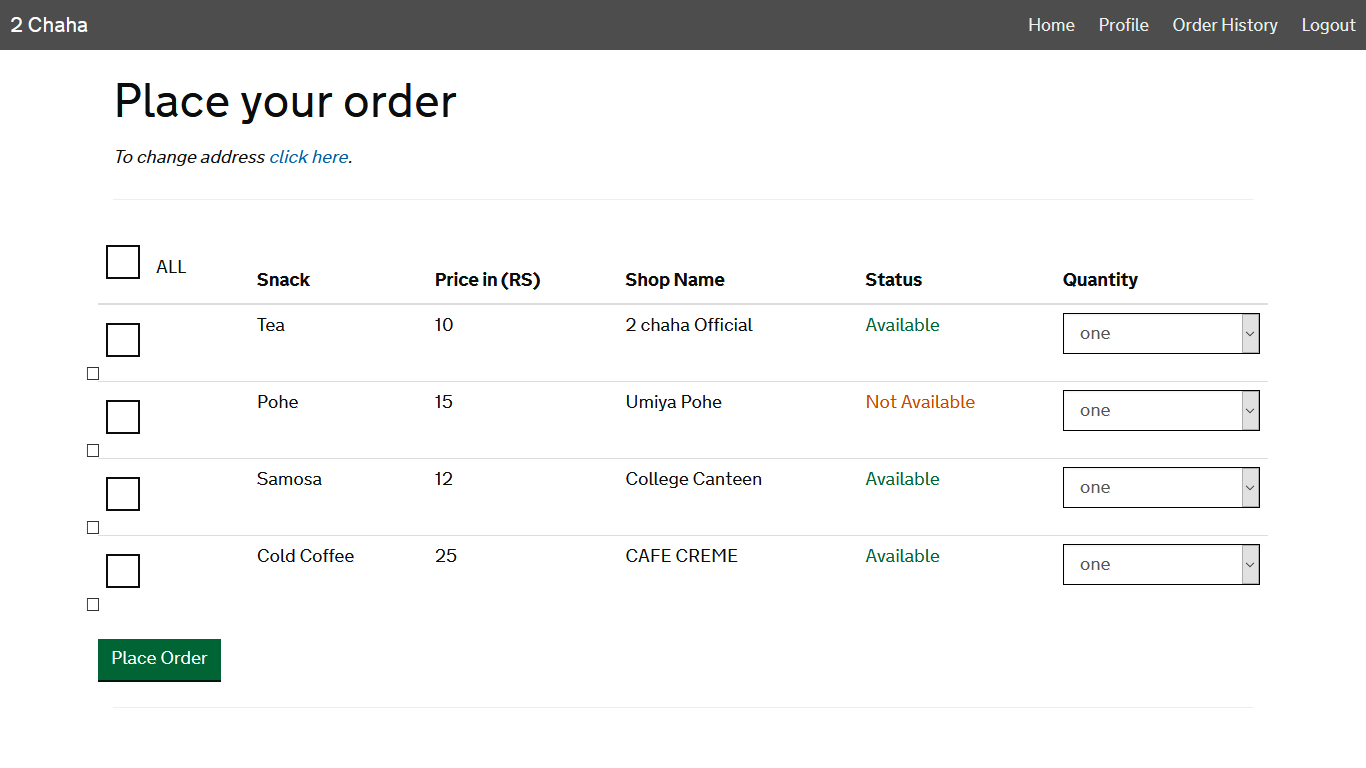 2 Chaha Home Profile Order History Logout
Place your order
To change address click here.
ALL Snack Price in (RS) Shop Name Status Quantity
Tea 10 2 chaha Official Available one
Pohe 15 Umiya Pohe Not Available one
Samosa 12 College Canteen Available one
Cold Coffee 25 CAFE CREME Available one
Place Order